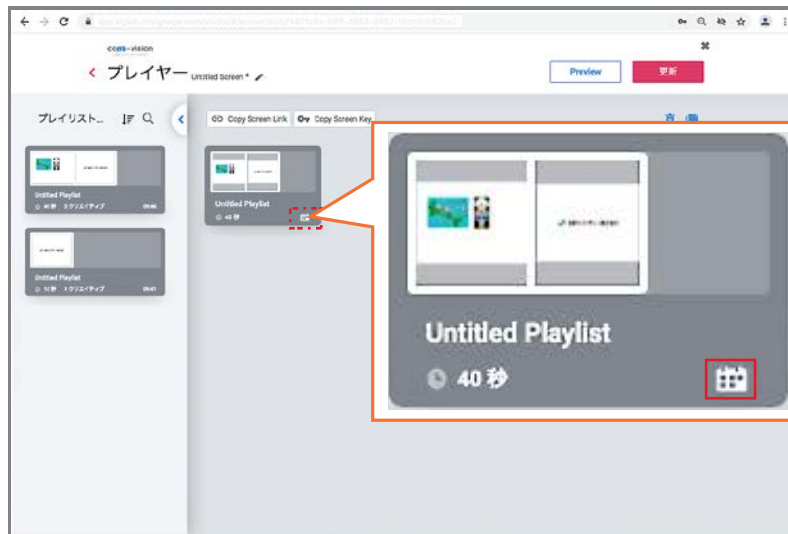 cons-vision
プレイヤー Untitled Screen *
Preview
更新
プレイリスト...
Copy Screen Link
Copy Screen Key
Untitled Playlist
40 秒 2 クリエイティブ
Untitled Playlist
10 秒 1 クリエイティブ
Untitled Playlist
40 秒
Untitled Playlist
40 秒